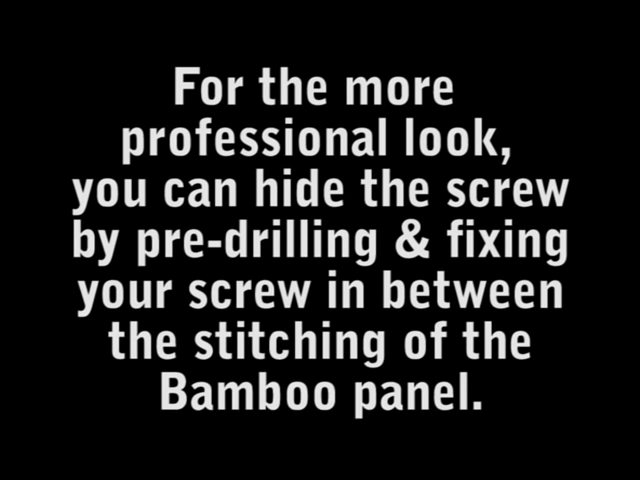 For the more
professional look,
you can hide the screw
by pre-drilling & fixing
your screw in between
the stitching of the
Bamboo panel.